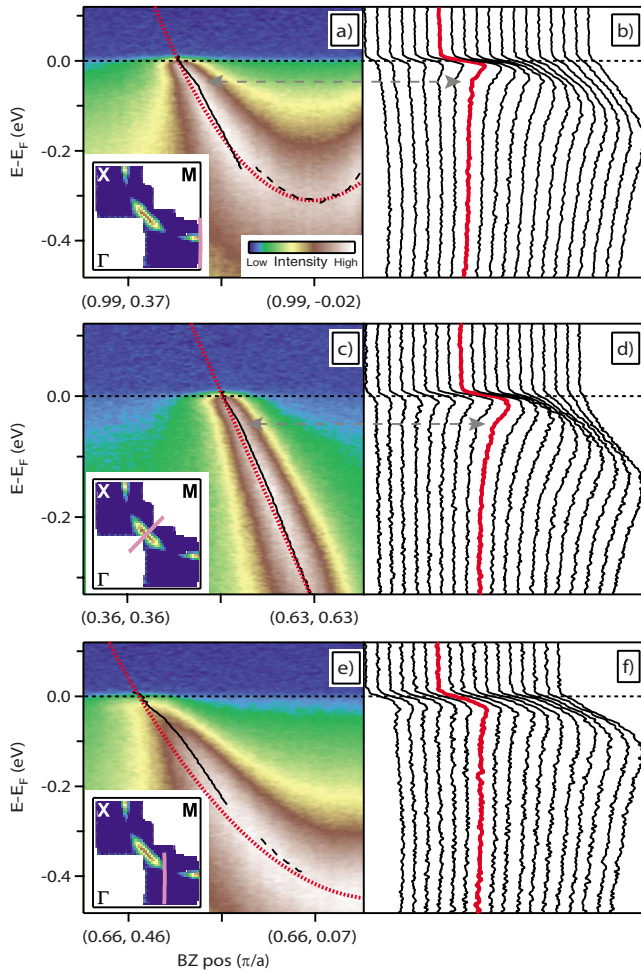 a)
b)
0.0
-0.2
-0.4
E-E_F (eV)
X
M
Γ
Low Intensity High
(0.99, 0.37)
(0.99, -0.02)
c)
d)
0.0
-0.2
E-E_F (eV)
X
M
Γ
(0.36, 0.36)
(0.63, 0.63)
e)
f)
0.0
-0.2
-0.4
E-E_F (eV)
X
M
Γ
(0.66, 0.46)
(0.66, 0.07)
BZ pos (π/a)